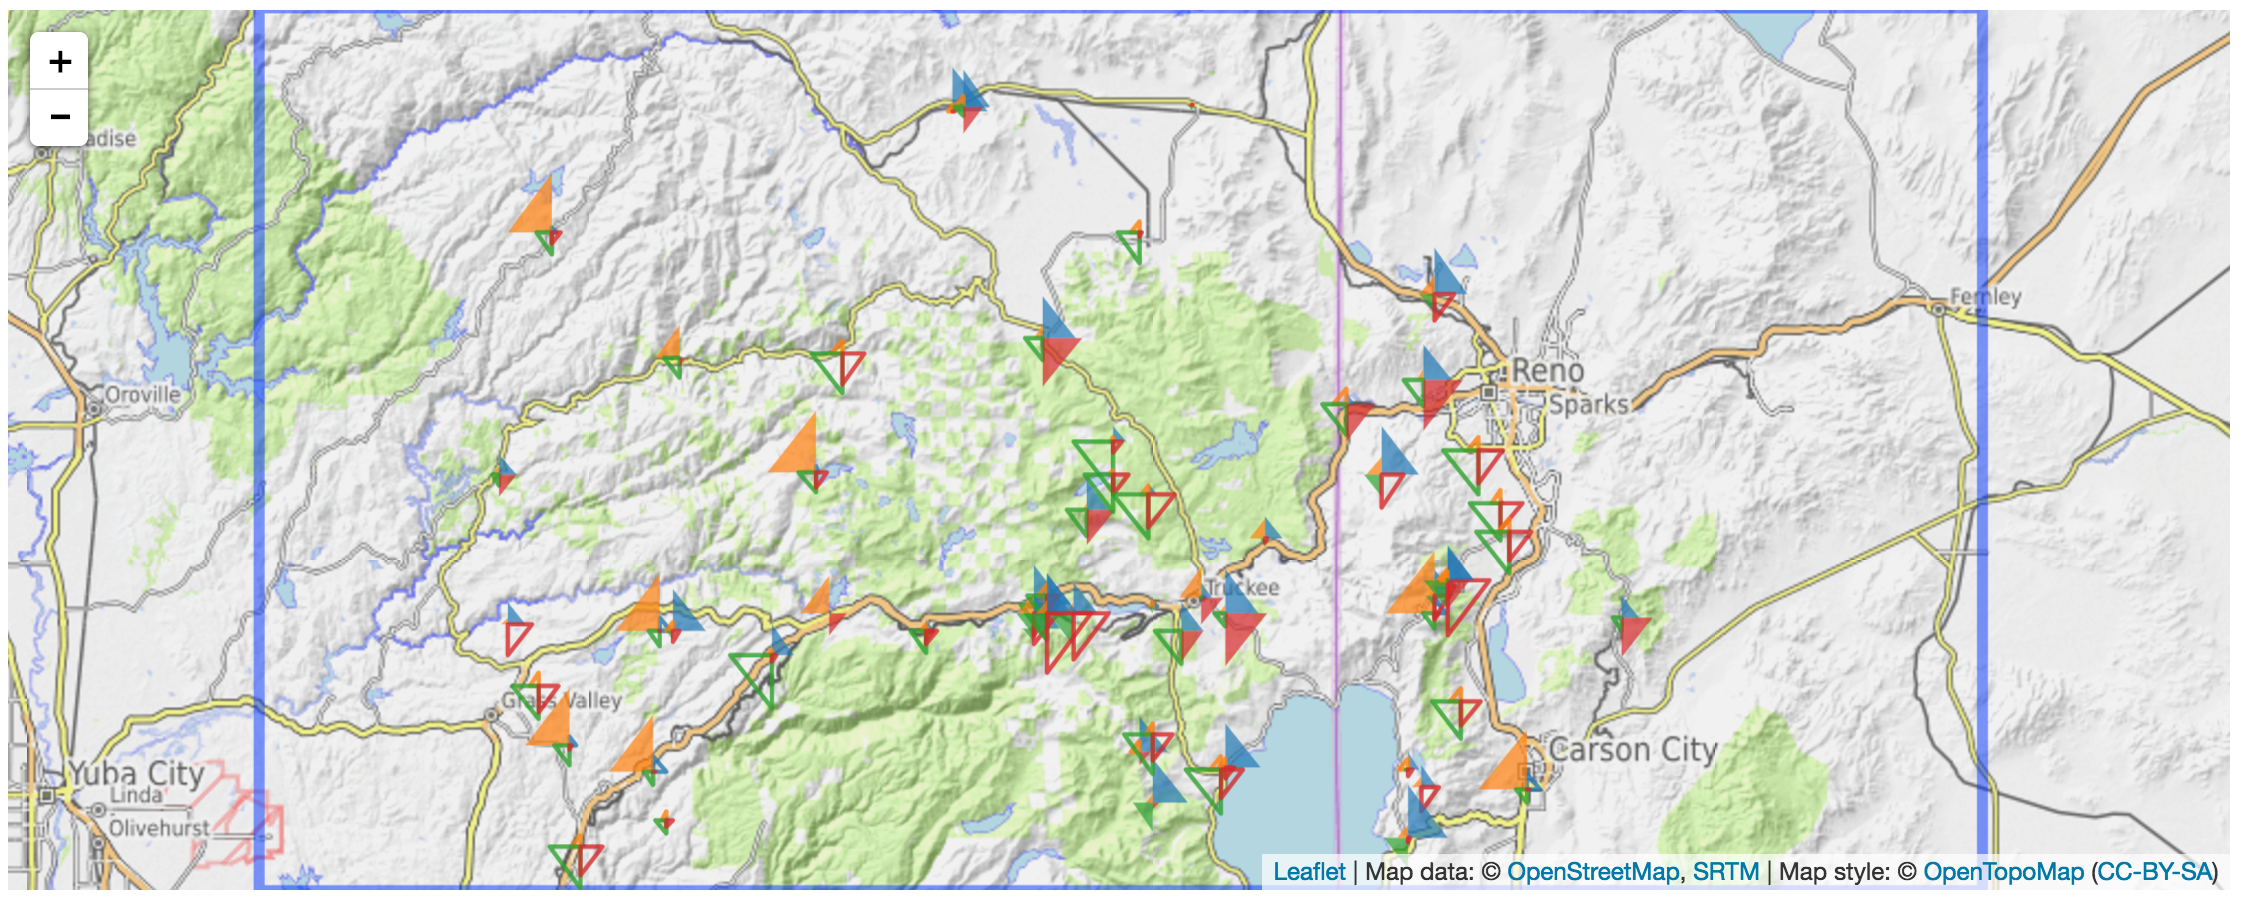 +
−
adise
Fernley
Reno
Oroville
Sparks
Truckee
Grass Valley
Carson City
Yuba City
Linda
Olivehurst
Leaflet | Map data: © OpenStreetMap, SRTM | Map style: © OpenTopoMap (CC-BY-SA)